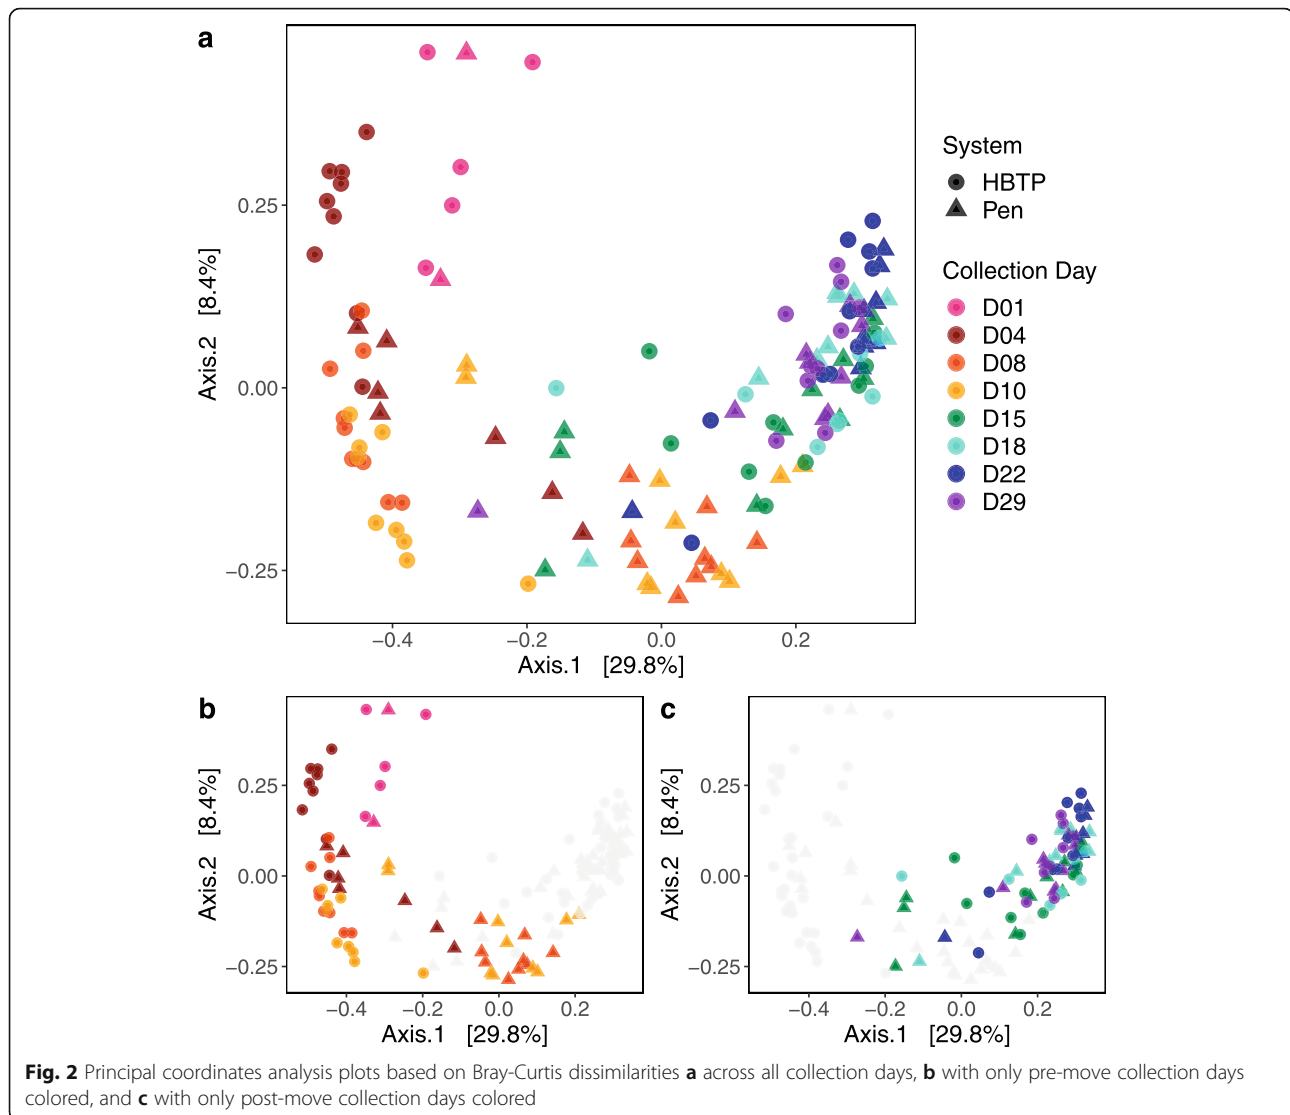 a
System
HBTP
Pen
Collection Day
D01
D04
D08
D10
D15
D18
D22
D29
Axis.2 [8.4%]
0.25
0.00
−0.25
−0.4 −0.2 0.0 0.2
Axis.1 [29.8%]
b
Axis.2 [8.4%]
0.25
0.00
−0.25
−0.4 −0.2 0.0 0.2
Axis.1 [29.8%]
c
Axis.2 [8.4%]
0.25
0.00
−0.25
−0.4 −0.2 0.0 0.2
Axis.1 [29.8%]
Fig. 2 Principal coordinates analysis plots based on Bray-Curtis dissimilarities a across all collection days, b with only pre-move collection days
colored, and c with only post-move collection days colored